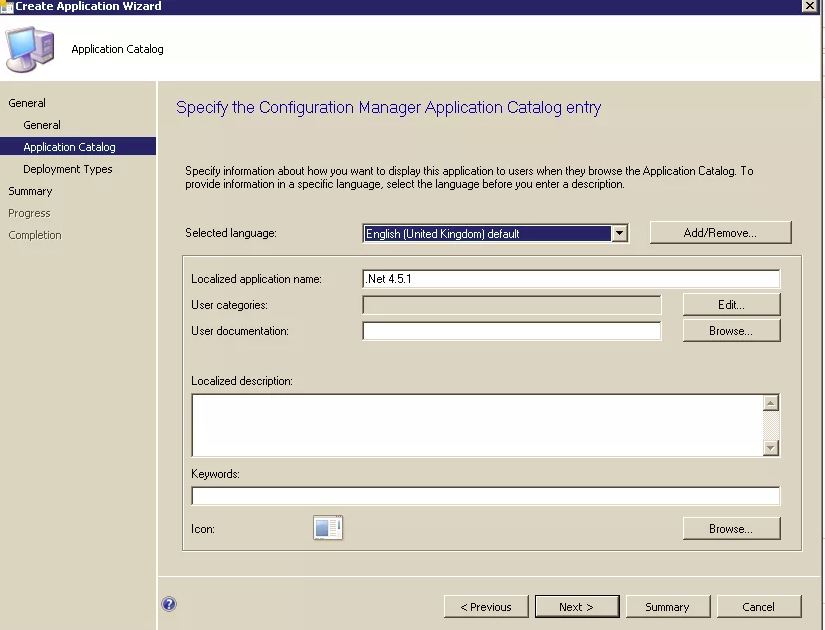 Create Application Wizard
Application Catalog
General
General
Application Catalog
Deployment Types
Summary
Progress
Completion
Specify the Configuration Manager Application Catalog entry
Specify information about how you want to display this application to users when they browse the Application Catalog. To
provide information in a specific language, select the language before you enter a description.
Selected language: English (United Kingdom) default Add/Remove...
Localized application name: .Net 4.5.1
User categories: Edit...
User documentation: Browse...
Localized description:
Keywords:
Icon: Browse...
< Previous Next > Summary Cancel